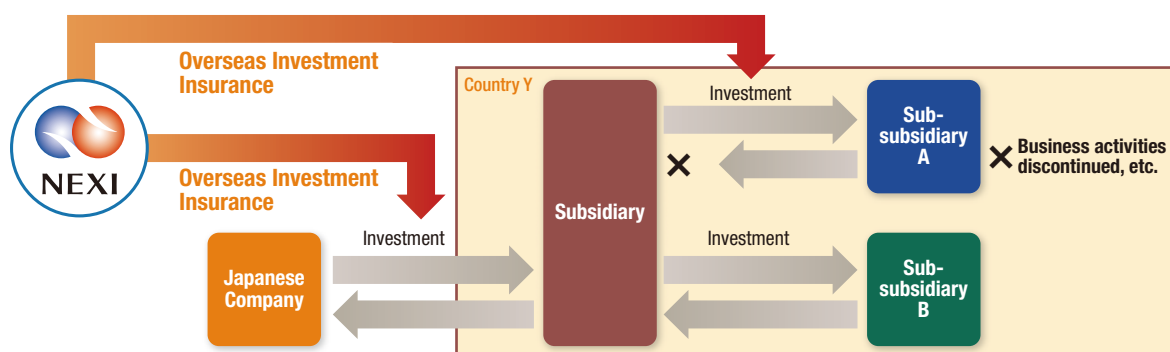 Overseas Investment
Insurance
NEXI
Overseas Investment
Insurance
Country Y
Investment
Sub-
subsidiary
A
Business activities
discontinued, etc.
Subsidiary
Investment
Japanese
Company
Investment
Sub-
subsidiary
B